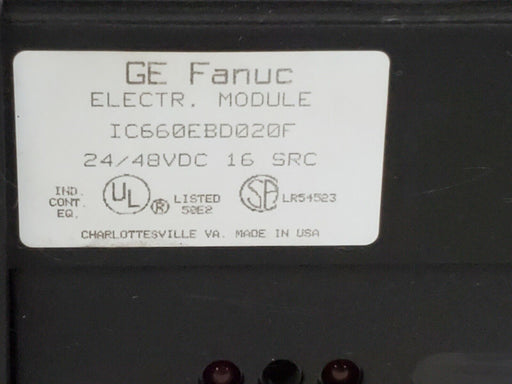 GE Fanuc
ELECTR. MODULE
IC660EBD020F
24/48VDC 16 SRC
IND. CONT. EQ.
UL ® LISTED 50E2
SA LR54523
CHARLOTTESVILLE VA. MADE IN USA